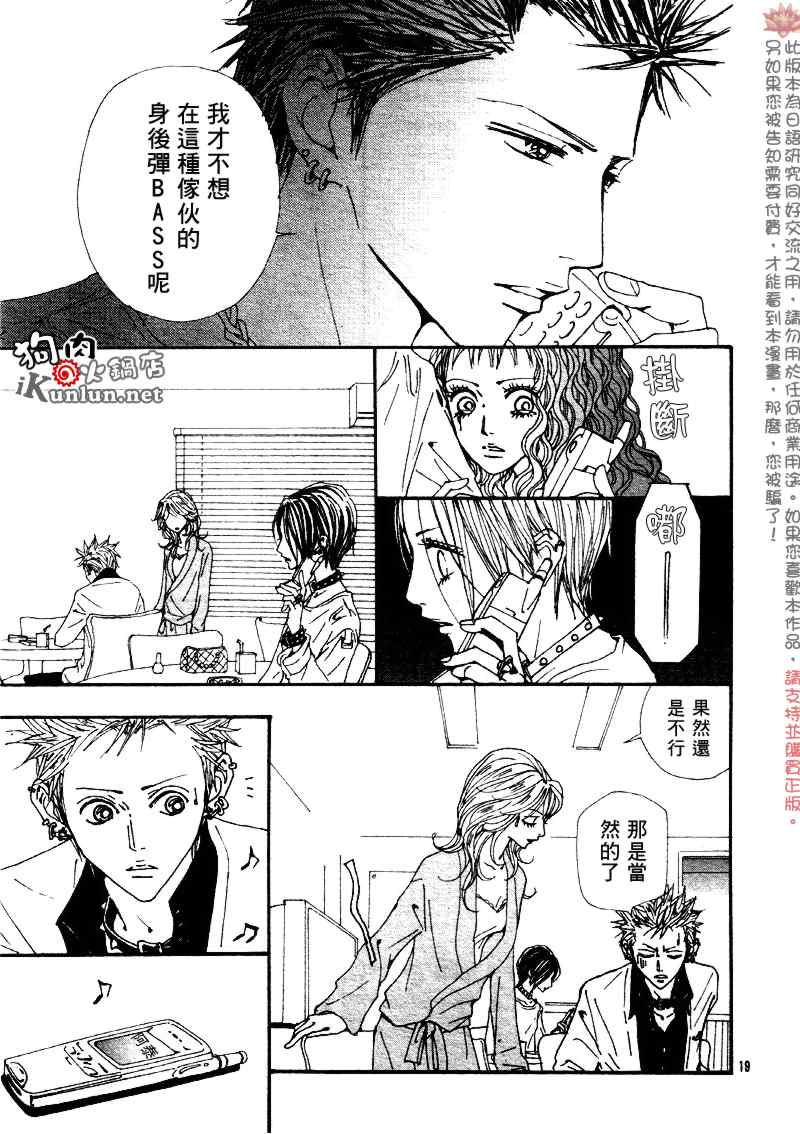 我才不想
在這種傢伙的
身後彈BASS呢
狗肉
火鍋店
iKunlun.net
掛斷
嘟
果然還
是不行
那是當
然的了
阿泰
19
此版本為日語研究同好交流之用，請勿用於任何商業用途。如果您喜歡本作品，請支持並購買正版。
另如果您被告知需要付費，才能看到本漫畫，那麼，您被騙了！